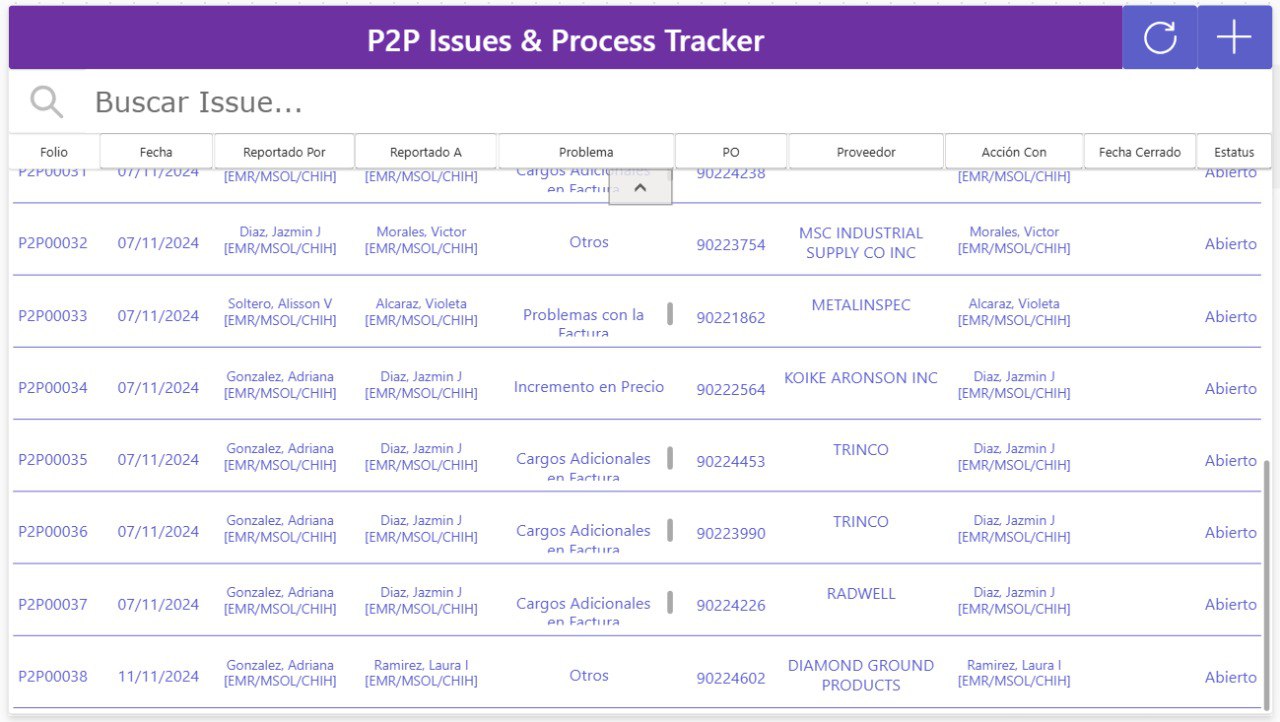 P2P Issues & Process Tracker
Buscar Issue...
Folio Fecha Reportado Por Reportado A Problema PO Proveedor Acción Con Fecha Cerrado Estatus
P2P00031 07/11/2024 [EMR/MSOL/CHIH] [EMR/MSOL/CHIH] Cargos Adicionales en Factura 90224238 [EMR/MSOL/CHIH] Abierto
P2P00032 07/11/2024 Diaz, Jazmin J Morales, Victor Otros 90223754 MSC INDUSTRIAL Morales, Victor Abierto
[EMR/MSOL/CHIH] [EMR/MSOL/CHIH] SUPPLY CO INC [EMR/MSOL/CHIH]
P2P00033 07/11/2024 Soltero, Alisson V Alcaraz, Violeta Problemas con la 90221862 METALINSPEC Alcaraz, Violeta Abierto
[EMR/MSOL/CHIH] [EMR/MSOL/CHIH] Factura [EMR/MSOL/CHIH]
P2P00034 07/11/2024 Gonzalez, Adriana Diaz, Jazmin J Incremento en Precio 90222564 KOIKE ARONSON INC Diaz, Jazmin J Abierto
[EMR/MSOL/CHIH] [EMR/MSOL/CHIH] [EMR/MSOL/CHIH]
P2P00035 07/11/2024 Gonzalez, Adriana Diaz, Jazmin J Cargos Adicionales 90224453 TRINCO Diaz, Jazmin J Abierto
[EMR/MSOL/CHIH] [EMR/MSOL/CHIH] en Factura [EMR/MSOL/CHIH]
P2P00036 07/11/2024 Gonzalez, Adriana Diaz, Jazmin J Cargos Adicionales 90223990 TRINCO Diaz, Jazmin J Abierto
[EMR/MSOL/CHIH] [EMR/MSOL/CHIH] en Factura [EMR/MSOL/CHIH]
P2P00037 07/11/2024 Gonzalez, Adriana Diaz, Jazmin J Cargos Adicionales 90224226 RADWELL Diaz, Jazmin J Abierto
[EMR/MSOL/CHIH] [EMR/MSOL/CHIH] en Factura [EMR/MSOL/CHIH]
P2P00038 11/11/2024 Gonzalez, Adriana Ramirez, Laura I Otros 90224602 DIAMOND GROUND Ramirez, Laura I Abierto
[EMR/MSOL/CHIH] [EMR/MSOL/CHIH] PRODUCTS [EMR/MSOL/CHIH]